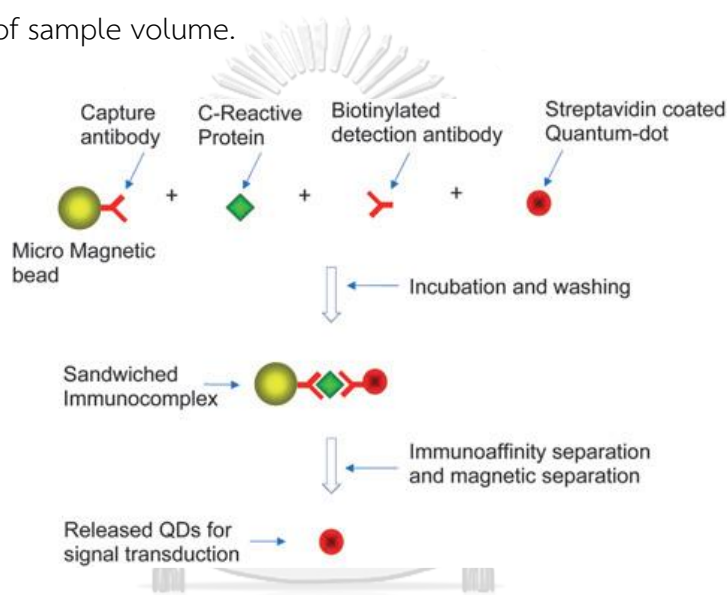 of sample volume.
Capture
antibody
C-Reactive
Protein
Biotinylated
detection antibody
Streptavidin coated
Quantum-dot
+
+
+
Micro Magnetic
bead
Incubation and washing
Sandwiched
Immunocomplex
Immunoaffinity separation
and magnetic separation
Released QDs for
signal transduction